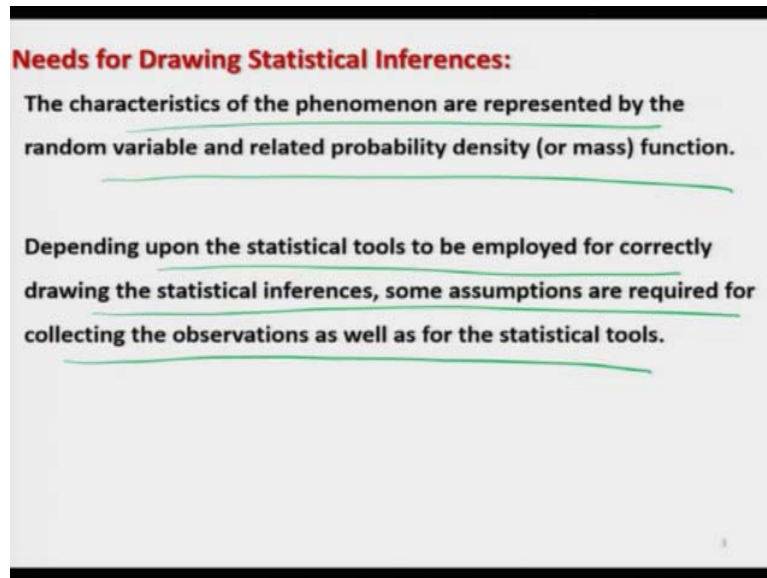 Needs for Drawing Statistical Inferences:
The characteristics of the phenomenon are represented by the
random variable and related probability density (or mass) function.
Depending upon the statistical tools to be employed for correctly
drawing the statistical inferences, some assumptions are required for
collecting the observations as well as for the statistical tools.
3